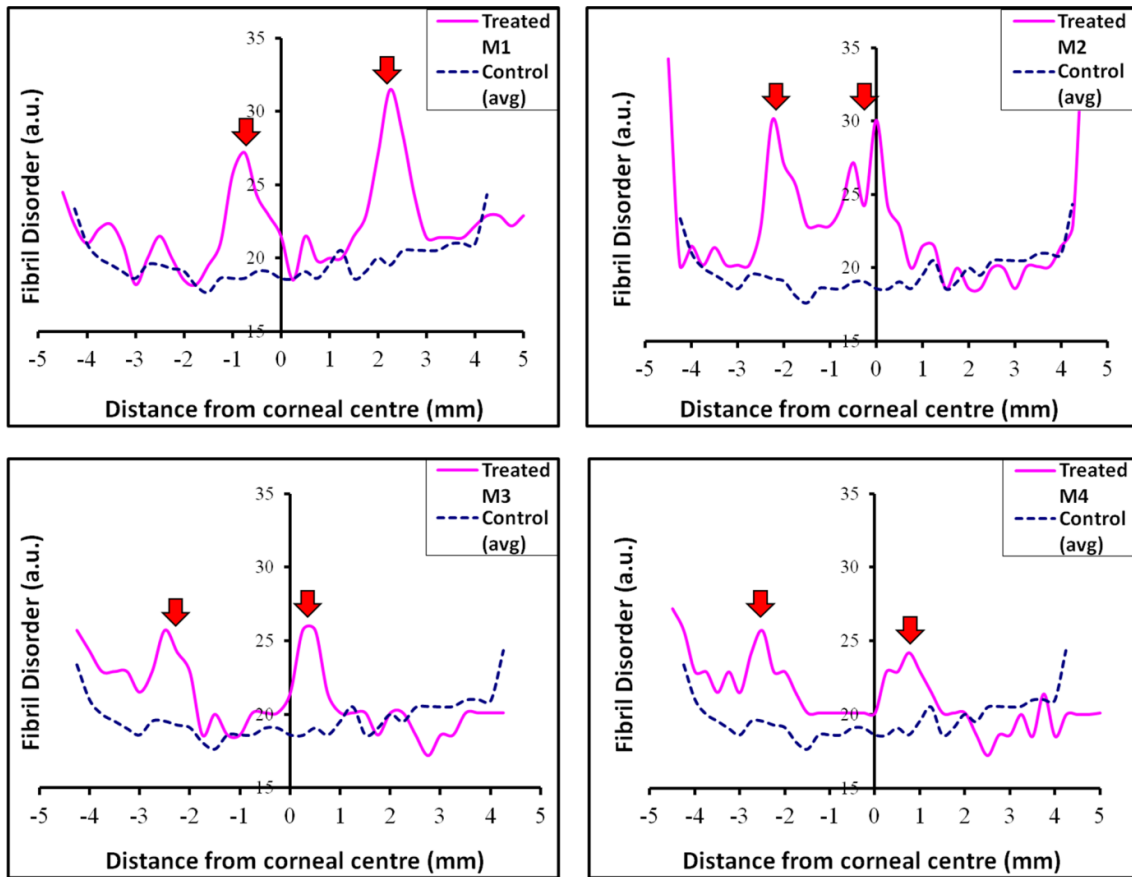 Treated
M1
Control
(avg)
Fibril Disorder (a.u.)
35
30
25
20
15
-5 -4 -3 -2 -1 0 1 2 3 4 5
Distance from corneal centre (mm)
Treated
M2
Control
(avg)
Fibril Disorder (a.u.)
35
30
25
20
15
-5 -4 -3 -2 -1 0 1 2 3 4 5
Distance from corneal centre (mm)
Treated
M3
Control
(avg)
Fibril Disorder (a.u.)
35
30
25
20
15
-5 -4 -3 -2 -1 0 1 2 3 4 5
Distance from corneal centre (mm)
Treated
M4
Control
(avg)
Fibril Disorder (a.u.)
35
30
25
20
15
-5 -4 -3 -2 -1 0 1 2 3 4 5
Distance from corneal centre (mm)